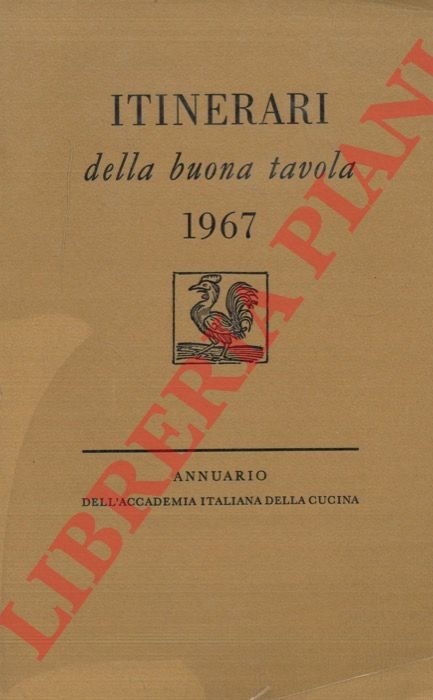 ITINERARI
della buona tavola
1967
ANNUARIO
DELL'ACCADEMIA ITALIANA DELLA CUCINA
LIBRERIA PIANI